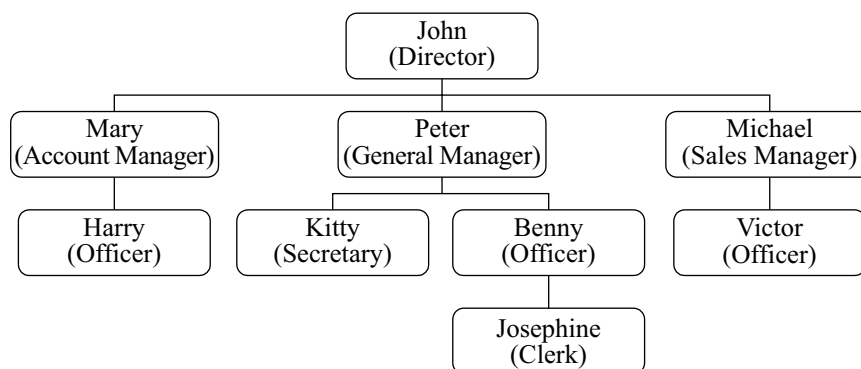 John
(Director)
Mary
(Account Manager)
Peter
(General Manager)
Michael
(Sales Manager)
Harry
(Officer)
Kitty
(Secretary)
Benny
(Officer)
Victor
(Officer)
Josephine
(Clerk)